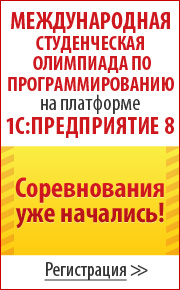 МЕЖДУНАРОДНАЯ
СТУДЕНЧЕСКАЯ
ОЛИМПИАДА ПО
ПРОГРАММИРОВАНИЮ
на платформе
1С:ПРЕДПРИЯТИЕ 8
Соревнования
уже начались!
Регистрация >>